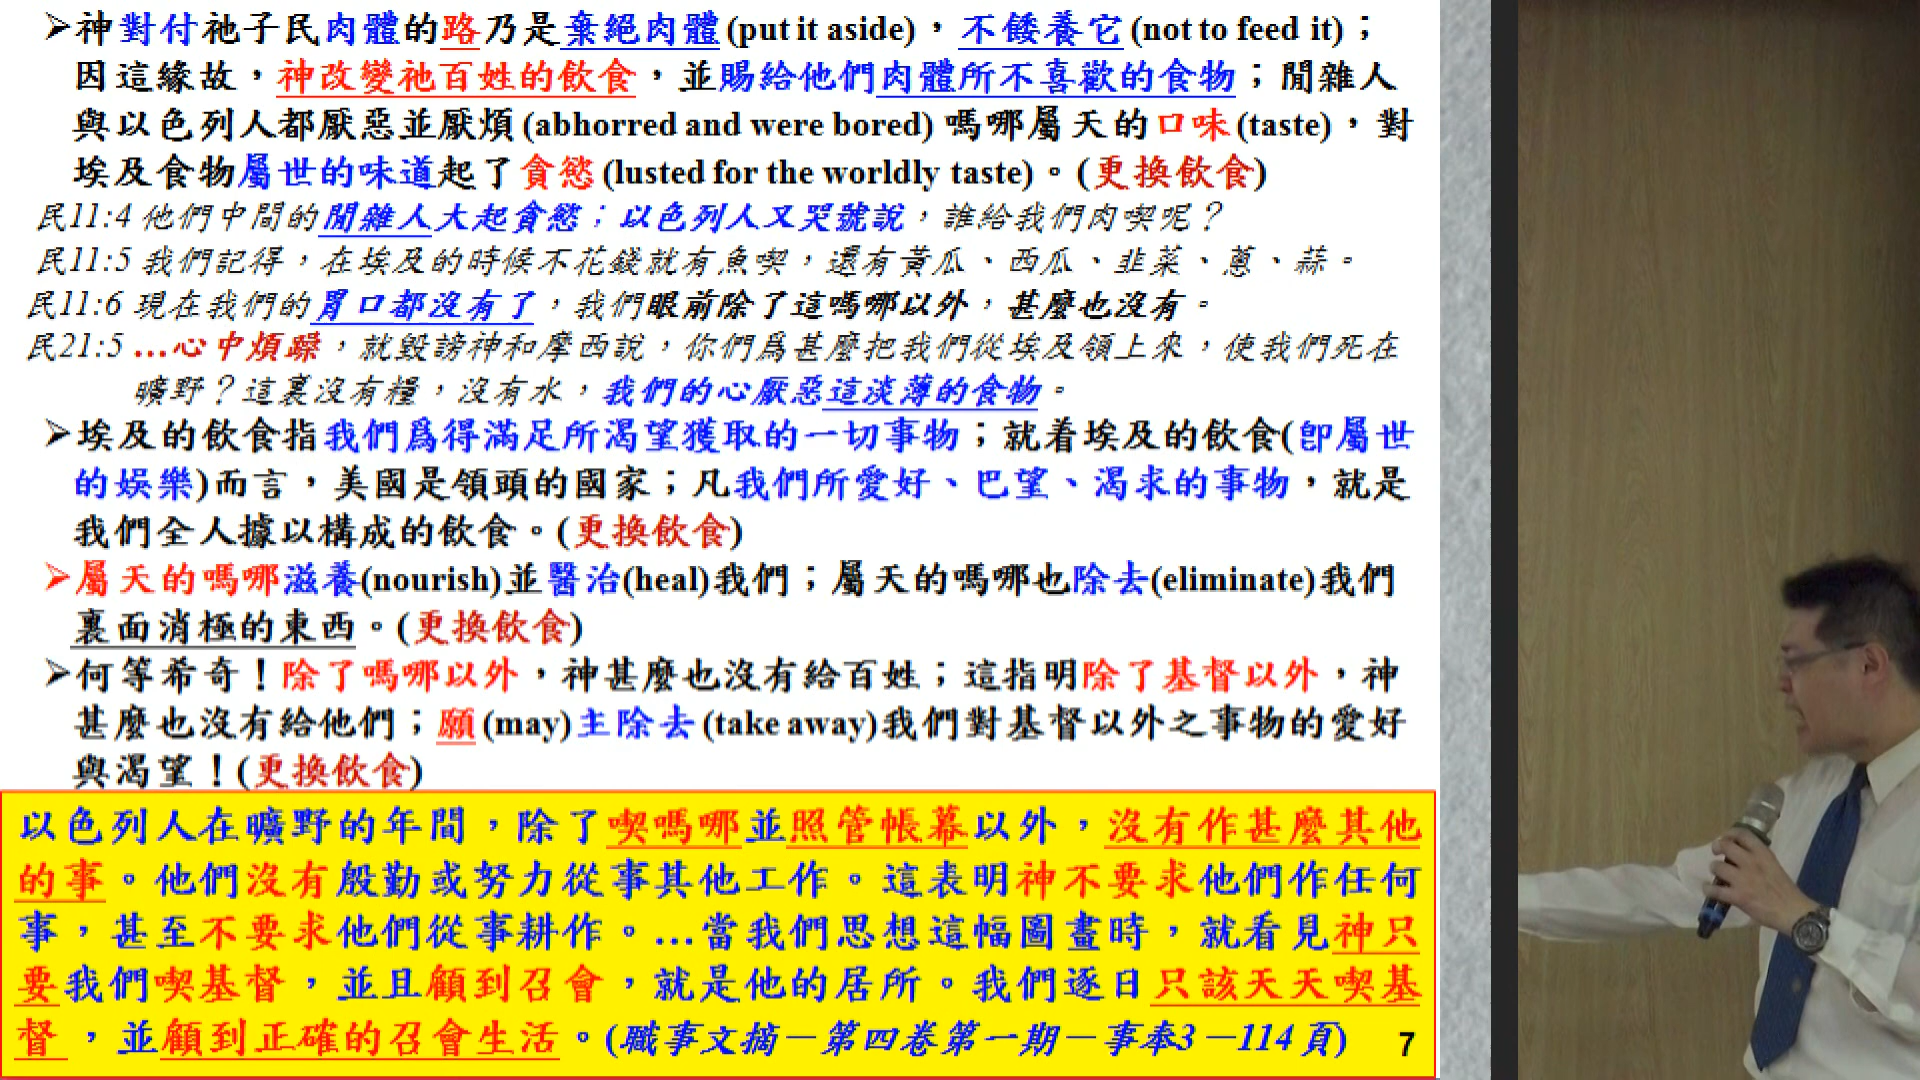 ➢神對付祂子民肉體的路乃是棄絕肉體(put it aside)，不餧養它(not to feed it)；
因這緣故，神改變祂百姓的飲食，並賜給他們肉體所不喜歡的食物；閒雜人
與以色列人都厭惡並厭煩(abhorred and were bored)嗎哪屬天的口味(taste)，對
埃及食物屬世的味道起了貪慾(lusted for the worldly taste)。(更換飲食)
民11:4 他們中間的閒雜人大起貪慾；以色列人又哭號說，誰給我們肉喫呢？
民11:5 我們記得，在埃及的時候不花錢就有魚喫，還有黃瓜、西瓜、韭菜、蔥、蒜。
民11:6 現在我們的胃口都沒有了，我們眼前除了這嗎哪以外，甚麼也沒有。
民21:5 …心中煩躁，就毀謗神和摩西說，你們爲甚麼把我們從埃及領上來，使我們死在
曠野？這裏沒有糧，沒有水，我們的心厭惡這淡薄的食物。
➢埃及的飲食指我們爲得滿足所渴望獲取的一切事物；就着埃及的飲食(卽屬世
的娛樂)而言，美國是領頭的國家；凡我們所愛好、巴望、渴求的事物，就是
我們全人據以構成的飲食。(更換飲食)
➢屬天的嗎哪滋養(nourish)並醫治(heal)我們；屬天的嗎哪也除去(eliminate)我們
裏面消極的東西。(更換飲食)
➢何等希奇！除了嗎哪以外，神甚麼也沒有給百姓；這指明除了基督以外，神
甚麼也沒有給他們；願(may)主除去(take away)我們對基督以外之事物的愛好
與渴望！(更換飲食)
以色列人在曠野的年間，除了喫嗎哪並照管帳幕以外，沒有作甚麼其他
的事。他們沒有殷勤或努力從事其他工作。這表明神不要求他們作任何
事，甚至不要求他們從事耕作。…當我們思想這幅圖畫時，就看見神只
要我們喫基督，並且顧到召會，就是他的居所。我們逐日只該天天喫基
督，並顧到正確的召會生活。(職事文摘－第四卷第一期－事奉3－114頁) 7